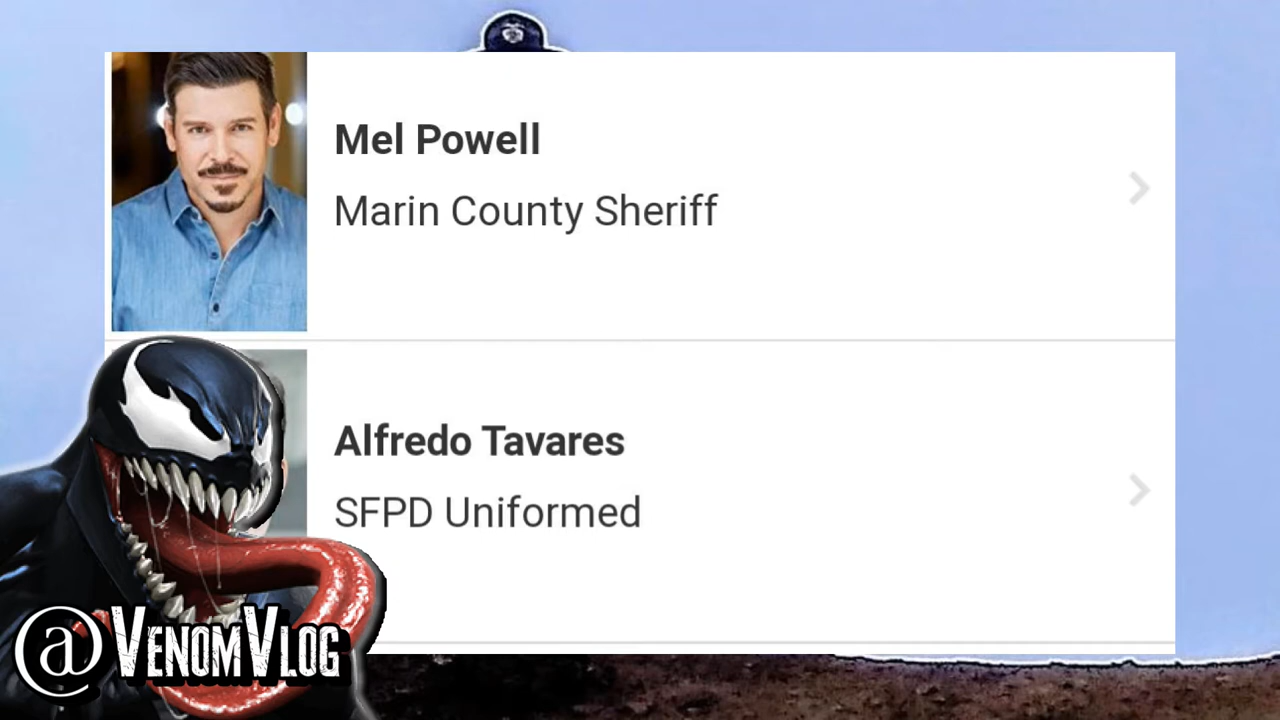 Mel Powell
Marin County Sheriff
Alfredo Tavares
SFPD Uniformed
@VENOMVLOG